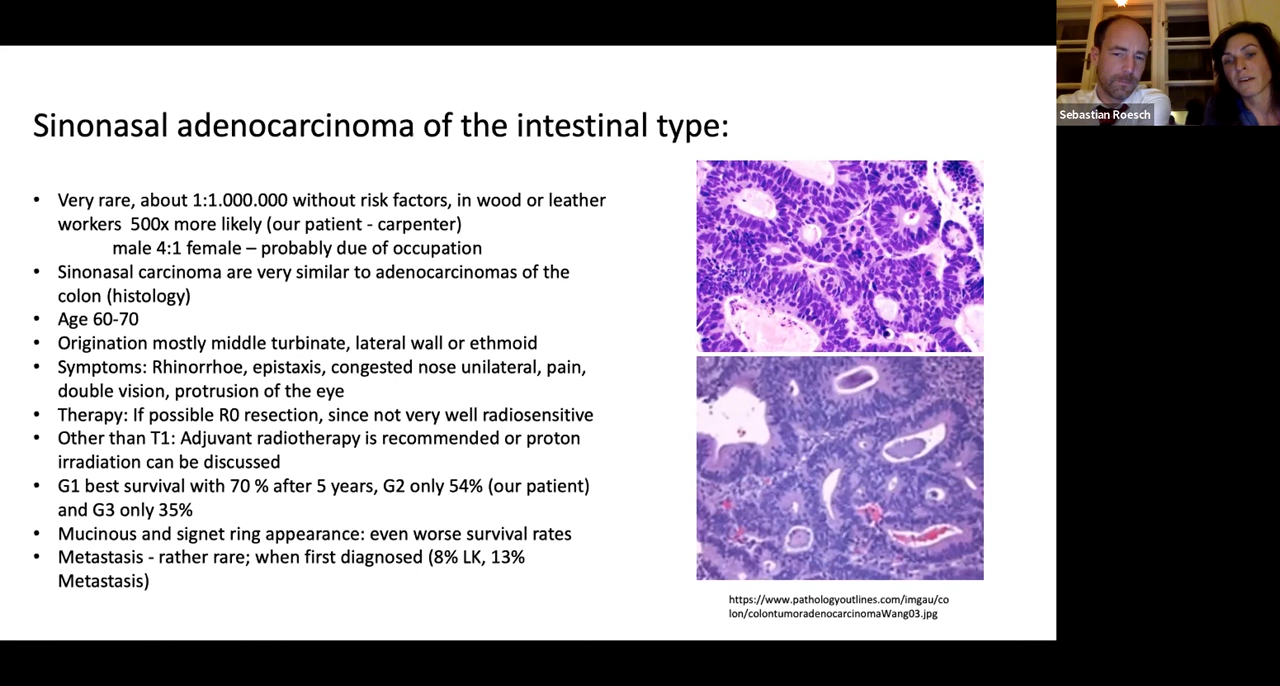 Sinonasal adenocarcinoma of the intestinal type:
• Very rare, about 1:1.000.000 without risk factors, in wood or leather
workers 500x more likely (our patient - carpenter)
male 4:1 female – probably due of occupation
• Sinonasal carcinoma are very similar to adenocarcinomas of the
colon (histology)
• Age 60-70
• Origination mostly middle turbinate, lateral wall or ethmoid
• Symptoms: Rhinorrhoe, epistaxis, congested nose unilateral, pain,
double vision, protrusion of the eye
• Therapy: If possible R0 resection, since not very well radiosensitive
• Other than T1: Adjuvant radiotherapy is recommended or proton
irradiation can be discussed
• G1 best survival with 70 % after 5 years, G2 only 54% (our patient)
and G3 only 35%
• Mucinous and signet ring appearance: even worse survival rates
• Metastasis - rather rare; when first diagnosed (8% LK, 13%
Metastasis)
https://www.pathologyoutlines.com/imgau/co
lon/colontumoradenocarcinomaWang03.jpg
Sebastian Roesch